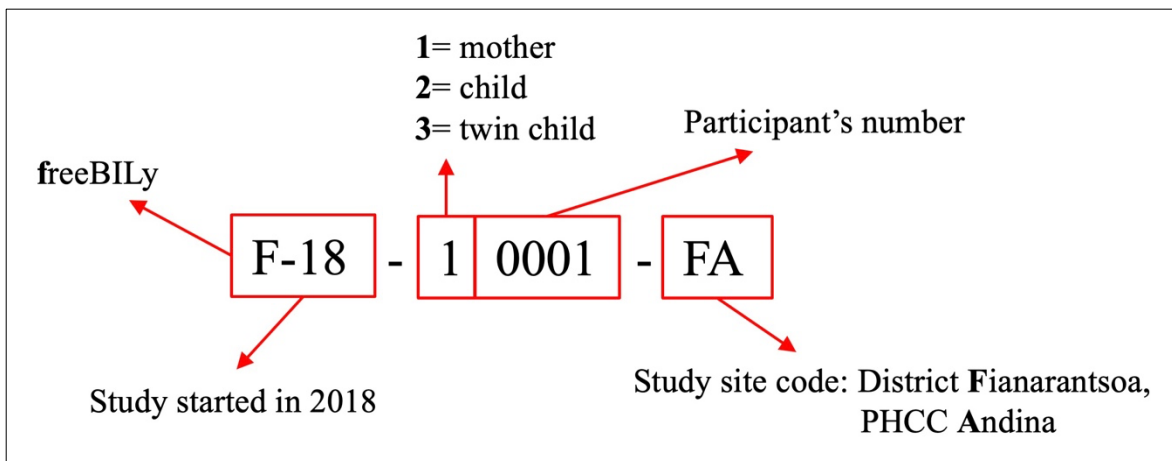 1= mother
2= child
3= twin child
Participant’s number
freeBILy
F-18 - 1 0001 - FA
Study started in 2018
Study site code: District Fianarantsoa,
PHCC Andina